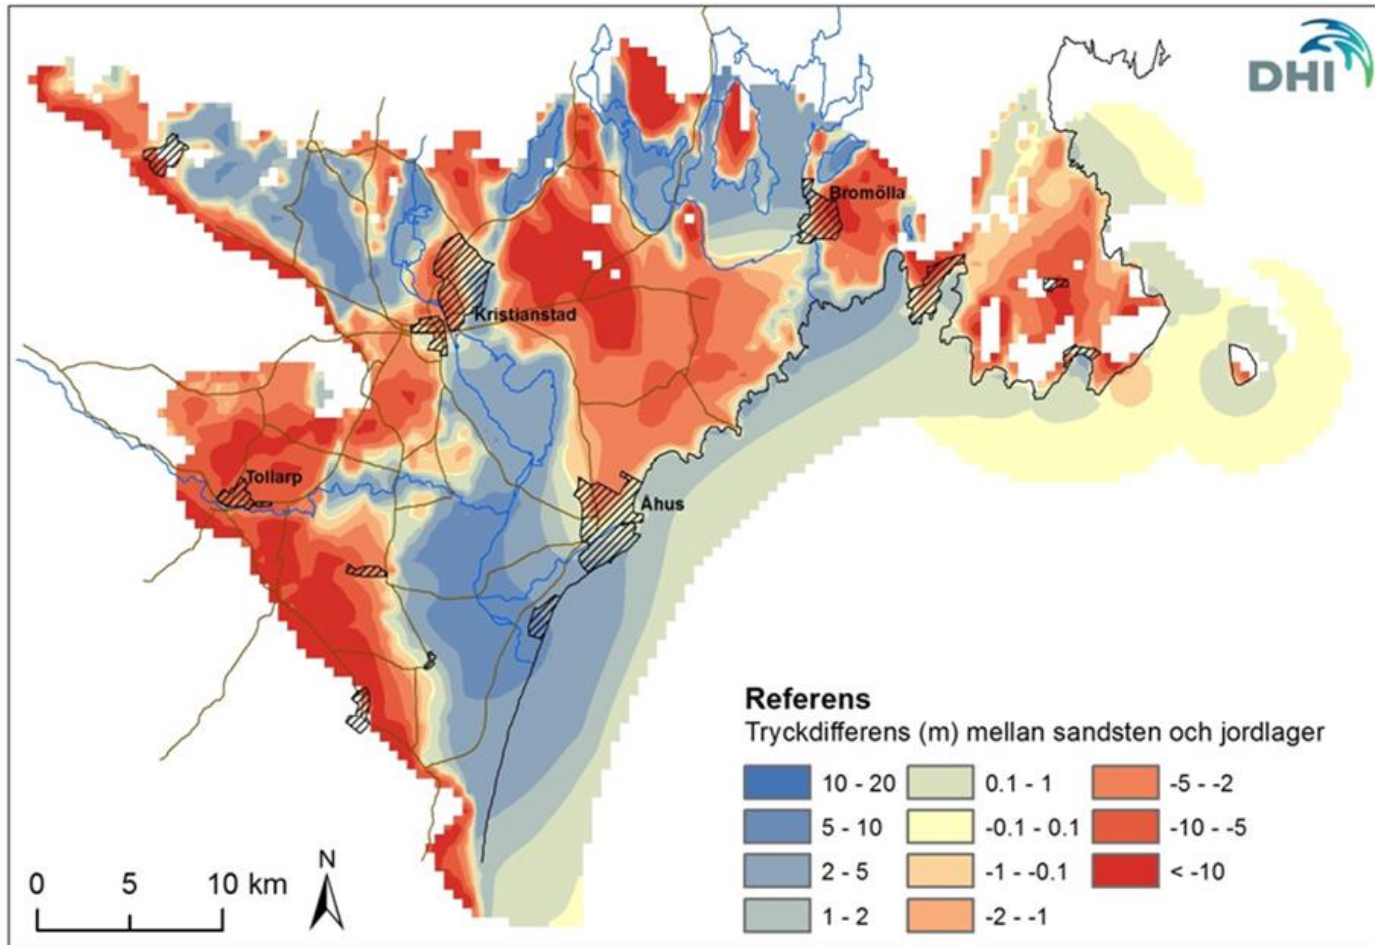 DHI
Bromölla
Kristianstad
Tollarp
Åhus
Referens
Tryckdifferens (m) mellan sandsten och jordlager
10 - 20
0.1 - 1
-5 - -2
5 - 10
-0.1 - 0.1
-10 - -5
2 - 5
-1 - -0.1
< -10
1 - 2
-2 - -1
N
0 5 10 km